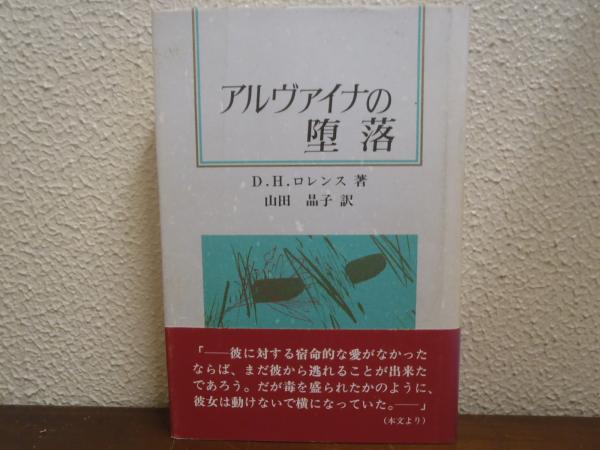 アルヴァイナの
堕落
D.H.ロレンス 著
山田 晶子 訳
「――彼に対する宿命的な愛がなかった
ならば、まだ彼から逃れることが出来た
であろう。だが毒を盛られたかのように、
彼女は動けないで横になっていた。――」
(本文より)